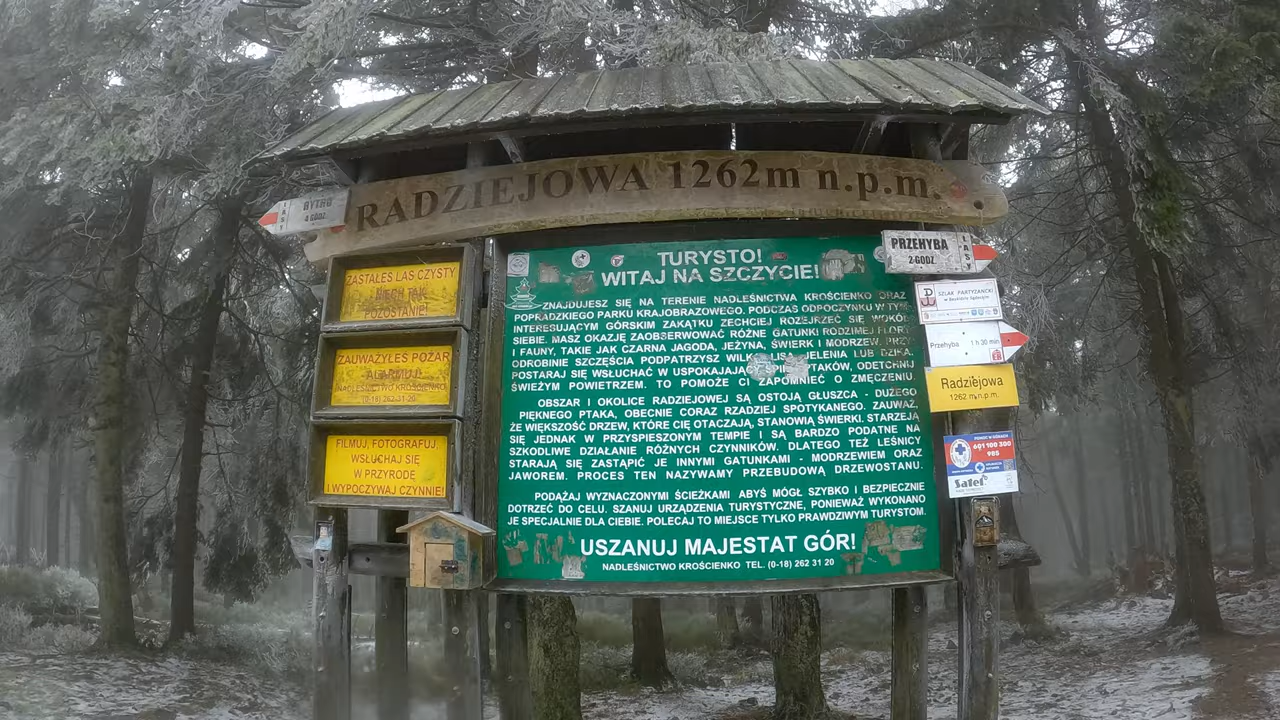 RADZIEJOWA 1262m n.p.m.
RYTRO
4 GODZ.
LAS
ZASTAŁEŚ LAS CZYSTY
NIECH TAK
POZOSTANIE!
ZAUWAŻYŁEŚ POŻAR
ALARMUJ!
NADLEŚNICTWO KROŚCIENKO
(0-18) 262 31-20
FILMUJ, FOTOGRAFUJ,
WSŁUCHAJ SIĘ
W PRZYRODĘ
I WYPOCZYWAJ CZYNNIE!
TURYSTO!
WITAJ NA SZCZYCIE!
ZNAJDUJESZ SIĘ NA TERENIE NADLEŚNICTWA KROŚCIENKO ORAZ
POPRADZKIEGO PARKU KRAJOBRAZOWEGO. PODCZAS ODPOCZYNKU W TYM
INTERESUJĄCYM GÓRSKIM ZAKĄTKU ZECHCIEJ ROZEJRZEĆ SIĘ WOKÓŁ
SIEBIE. MASZ OKAZJĘ ZAOBSERWOWAĆ RÓŻNE GATUNKI RODZIMEJ FLORY
I FAUNY, TAKIE JAK CZARNA JAGODA, JEŻYNA, ŚWIERK I MODRZEW. PRZY
ODROBINIE SZCZĘŚCIA PODPATRZYSZ WILKA, LISA, JELENIA LUB DZIKA.
POSTARAJ SIĘ WSŁUCHAĆ W USPOKAJAJĄCY ŚPIEW PTAKÓW, ODETCHNIJ
ŚWIEŻYM POWIETRZEM. TO POMOŻE CI ZAPOMNIEĆ O ZMĘCZENIU.
OBSZAR I OKOLICE RADZIEJOWEJ SĄ OSTOJĄ GŁUSZCA - DUŻEGO
PIĘKNEGO PTAKA, OBECNIE CORAZ RZADZIEJ SPOTYKANEGO. ZAUWAŻ,
ŻE WIĘKSZOŚĆ DRZEW, KTÓRE CIĘ OTACZAJĄ, STANOWIĄ ŚWIERKI. STARZEJĄ
SIĘ JEDNAK W PRZYSPIESZONYM TEMPIE I SĄ BARDZO PODATNE NA
SZKODLIWE DZIAŁANIE RÓŻNYCH CZYNNIKÓW. DLATEGO TEŻ LEŚNICY
STARAJĄ SIĘ ZASTĄPIĆ JE INNYMI GATUNKAMI - MODRZEWIEM ORAZ
JAWOREM. PROCES TEN NAZYWAMY PRZEBUDOWĄ DRZEWOSTANU.
PODĄŻAJ WYZNACZONYMI ŚCIEŻKAMI ABYŚ MÓGŁ SZYBKO I BEZPIECZNIE
DOTRZEĆ DO CELU. SZANUJ URZĄDZENIA TURYSTYCZNE, PONIEWAŻ WYKONANO
JE SPECJALNIE DLA CIEBIE. POLECAJ TO MIEJSCE TYLKO PRAWDZIWYM TURYSTOM.
USZANUJ MAJESTAT GÓR!
NADLEŚNICTWO KROŚCIENKO TEL. (0-18) 262 31 20
PRZEHYBA
2 GODZ.
LAS
SZLAK PARTYZANCKI
Przehyba 1 h 30 min
Radziejowa
1262 m n.p.m.
POMOC W GÓRACH
601 100 300
985
Satel